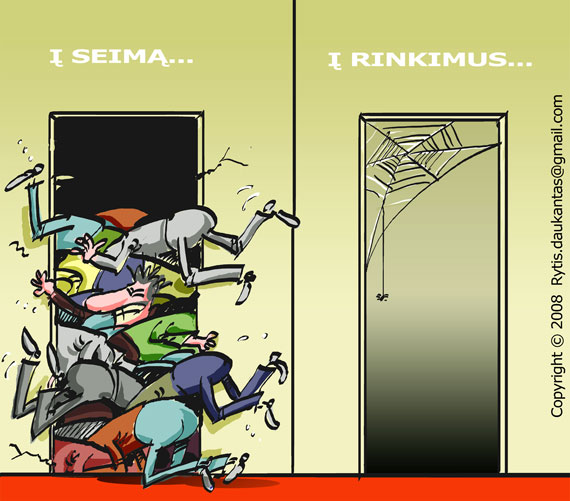 Į SEIMĄ...
Į RINKIMUS...
Copyright © 2008 Rytis.daukantas@gmail.com